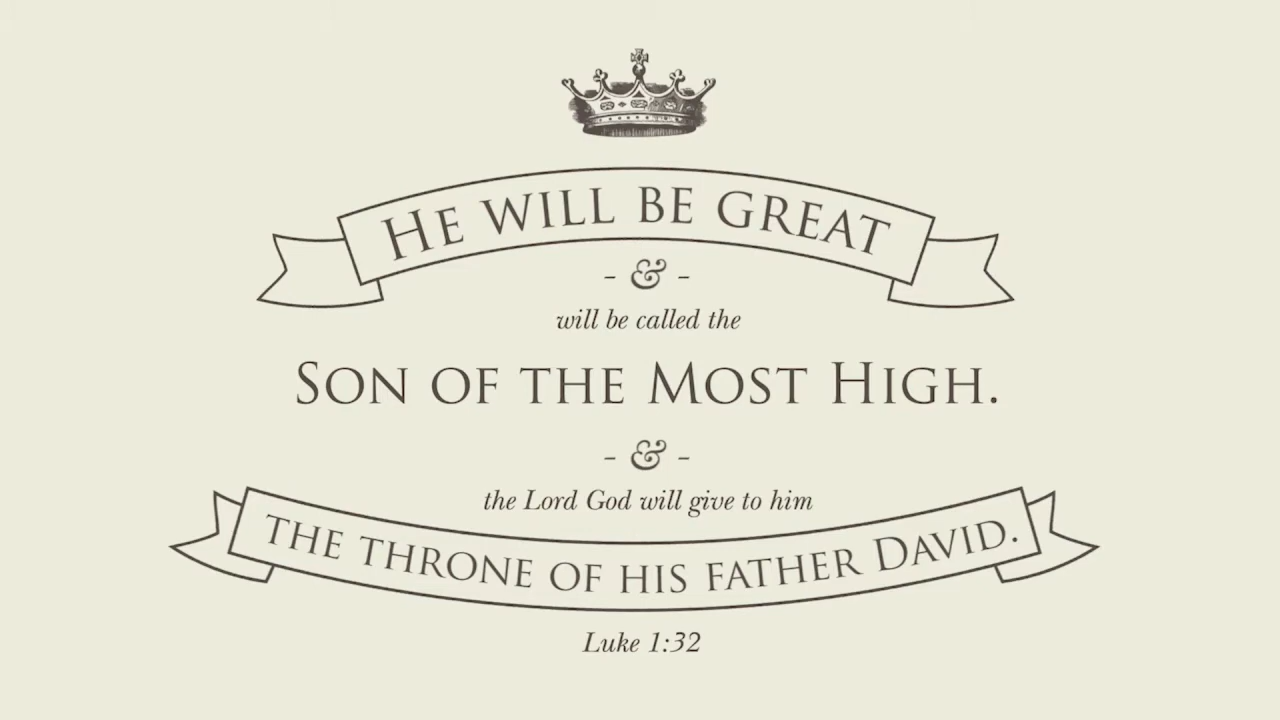 HE WILL BE GREAT
- & -
will be called the
SON OF THE MOST HIGH.
- & -
the Lord God will give to him
THE THRONE OF HIS FATHER DAVID.
Luke 1:32